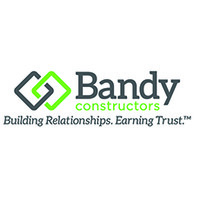 Bandy
constructors
Building Relationships. Earning Trust.™